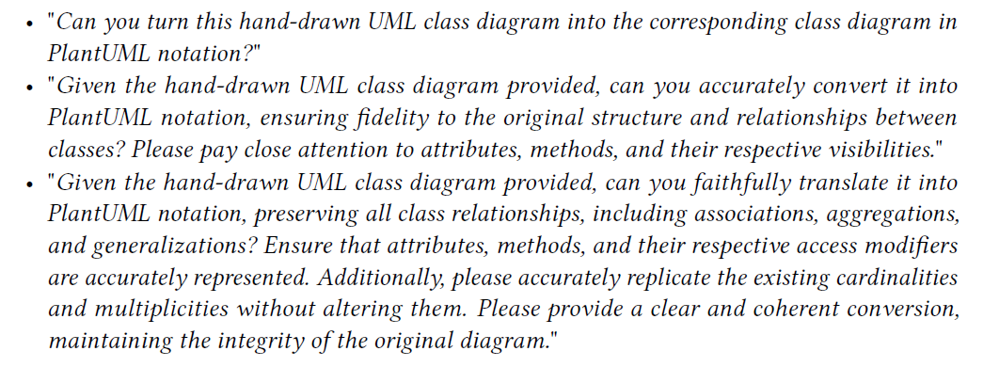 • "Can you turn this hand-drawn UML class diagram into the corresponding class diagram in
PlantUML notation?"
• "Given the hand-drawn UML class diagram provided, can you accurately convert it into
PlantUML notation, ensuring fidelity to the original structure and relationships between
classes? Please pay close attention to attributes, methods, and their respective visibilities."
• "Given the hand-drawn UML class diagram provided, can you faithfully translate it into
PlantUML notation, preserving all class relationships, including associations, aggregations,
and generalizations? Ensure that attributes, methods, and their respective access modifiers
are accurately represented. Additionally, please accurately replicate the existing cardinalities
and multiplicities without altering them. Please provide a clear and coherent conversion,
maintaining the integrity of the original diagram."